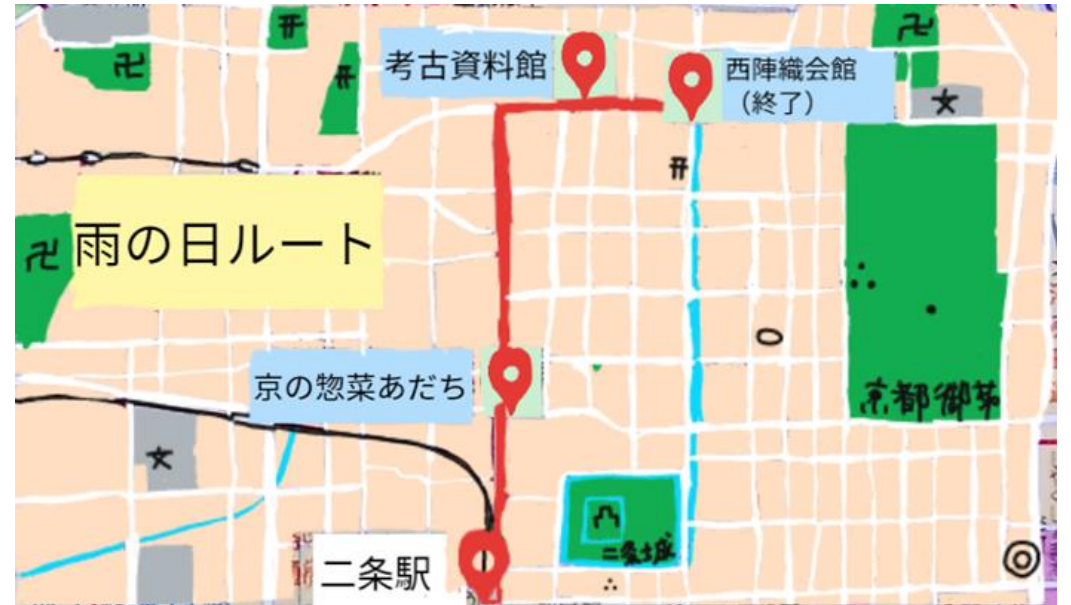 考古資料館
西陣織会館
（終了）
雨の日ルート
京の惣菜あだち
京都御苑
二条城
二条駅